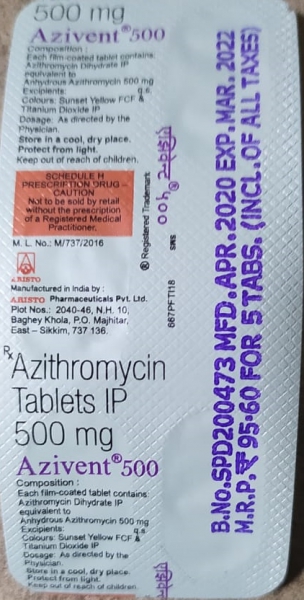 500 mg
Azivent®500
Composition :
Each film-coated tablet contains:
Azithromycin Dihydrate IP
equivalent to
Anhydrous Azithromycin 500 mg
Excipients: q.s.
Colours: Sunset Yellow FCF &
Titanium Dioxide IP
Dosage: As directed by the
Physician.
Store in a cool, dry place.
Protect from light.
Keep out of reach of children.
SCHEDULE H
PRESCRIPTION DRUG -
CAUTION
Not to be sold by retail
without the prescription
of a Registered Medical
Practitioner.
M. L. No.: M/737/2016
ARISTO
Manufactured in India by :
ARISTO Pharmaceuticals Pvt. Ltd.
Plot Nos.: 2040-46, N.H. 10,
Baghey Khola, P.O. Majhitar,
East – Sikkim, 737 136.
® Registered Trademark
SRS
667PFTI18
Rx
Azithromycin
Tablets IP
500 mg
Azivent®500
Composition :
Each film-coated tablet contains:
Azithromycin Dihydrate IP
equivalent to
Anhydrous Azithromycin 500 mg
Excipients: q.s.
Colours: Sunset Yellow FCF &
Titanium Dioxide IP
Dosage: As directed by the
Physician.
Store in a cool, dry place.
Protect from light.
Keep out of reach of children.
B.No.SPD200473 MFD.APR.2020 EXP.MAR.2022
M.R.P.₹95.60 FOR 5 TABS.(INCL.OF ALL TAXES)